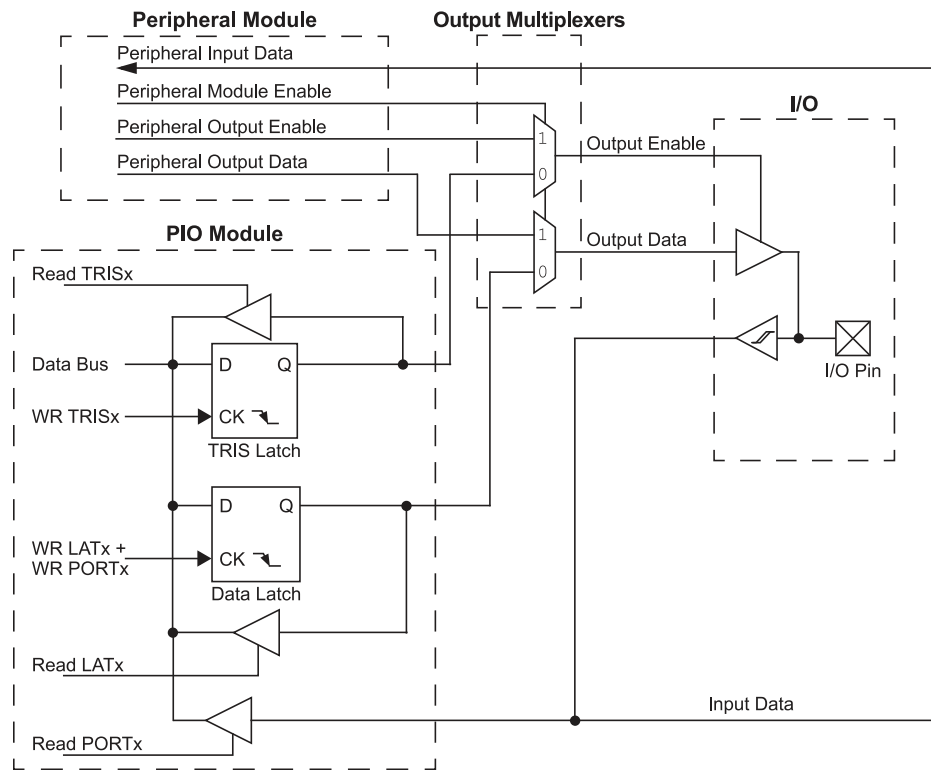 Peripheral Module
Output Multiplexers
Peripheral Input Data
Peripheral Module Enable
Peripheral Output Enable
Peripheral Output Data
I/O
1
0
Output Enable
1
0
Output Data
I/O Pin
PIO Module
Read TRISx
Data Bus
D
Q
WR TRISx
CK
TRIS Latch
D
Q
WR LATx +
WR PORTx
CK
Data Latch
Read LATx
Input Data
Read PORTx